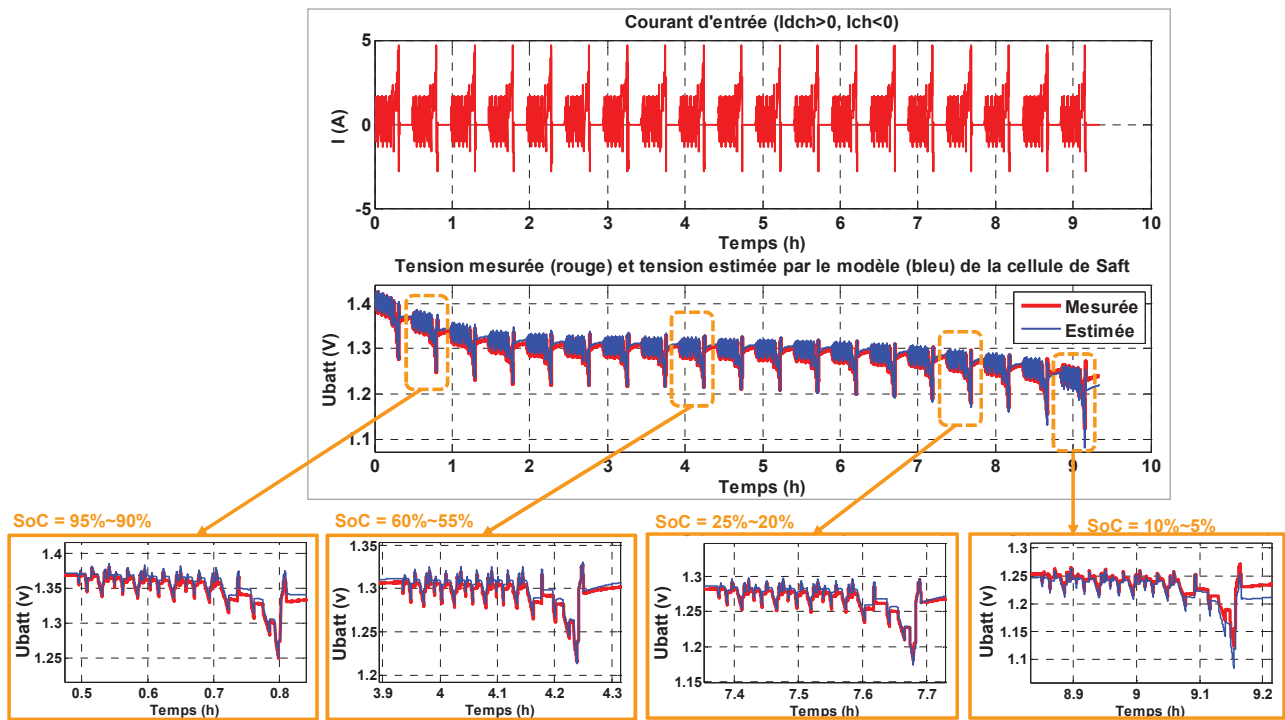 Courant d'entrée (Idch>0, Ich<0)
5
0
-5
I (A)
0 1 2 3 4 5 6 7 8 9 10
Temps (h)
Tension mesurée (rouge) et tension estimée par le modèle (bleu) de la cellule de Saft
1.4
1.3
1.2
1.1
Ubatt (V)
Mesurée
Estimée
0 1 2 3 4 5 6 7 8 9 10
Temps (h)
SoC = 95%~90%
1.4
1.35
1.3
1.25
Ubatt (v)
0.5 0.6 0.7 0.8
Temps (h)
SoC = 60%~55%
1.35
1.3
1.25
1.2
Ubatt (v)
3.9 4 4.1 4.2 4.3
Temps (h)
SoC = 25%~20%
1.3
1.25
1.2
1.15
Ubatt (v)
7.4 7.5 7.6 7.7
Temps (h)
SoC = 10%~5%
1.3
1.25
1.2
1.15
1.1
Ubatt (v)
8.9 9 9.1 9.2
Temps (h)